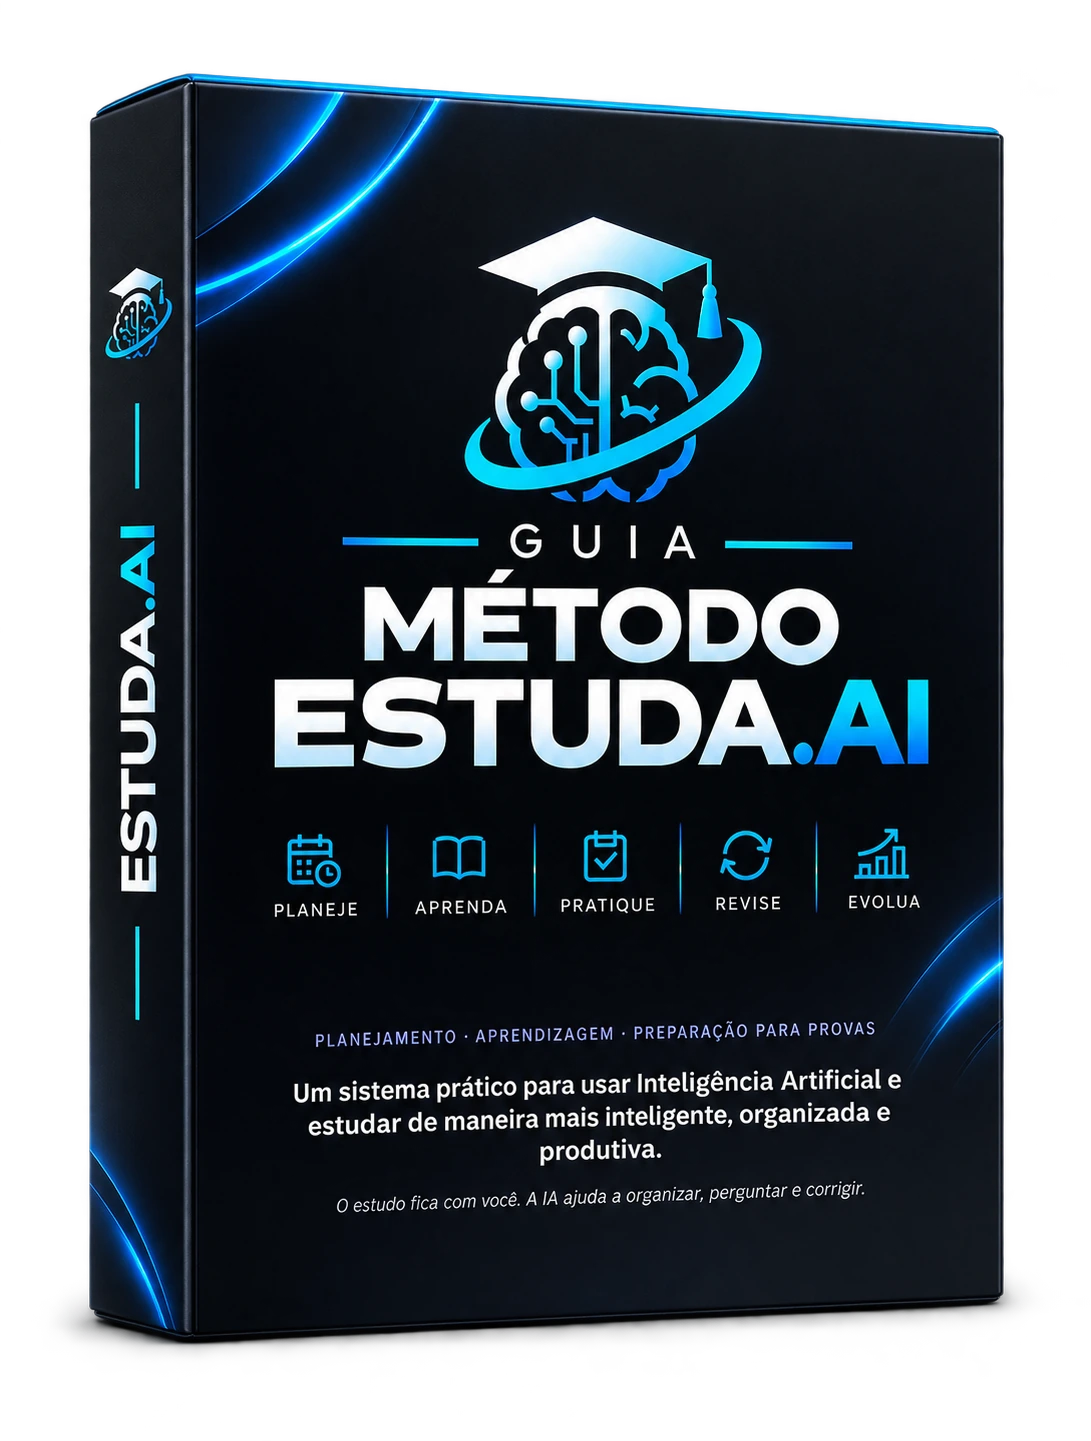 ESTUDA.AI
GUIA
MÉTODO
ESTUDA.AI
PLANEJE
APRENDA
PRATIQUE
REVISE
EVOLUA
PLANEJAMENTO · APRENDIZAGEM · PREPARAÇÃO PARA PROVAS
Um sistema prático para usar Inteligência Artificial e
estudar de maneira mais inteligente, organizada e
produtiva.
O estudo fica com você. A IA ajuda a organizar, perguntar e corrigir.